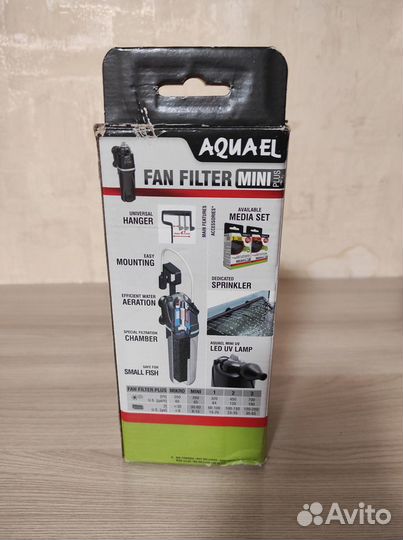 AQUAEL
FAN FILTER MINI PLUS
UNIVERSAL
HANGER
MAIN FEATURES
ACCESSORIES*
AVAILABLE
MEDIA SET
EASY
MOUNTING
EFFICIENT WATER
AERATION
DEDICATED
SPRINKLER
SPECIAL FILTRATION
CHAMBER
AQUAEL MINI UV
LED UV LAMP
SAFE FOR
SMALL FISH
FAN FILTER PLUS MIKRO MINI 1 2 3
Avito